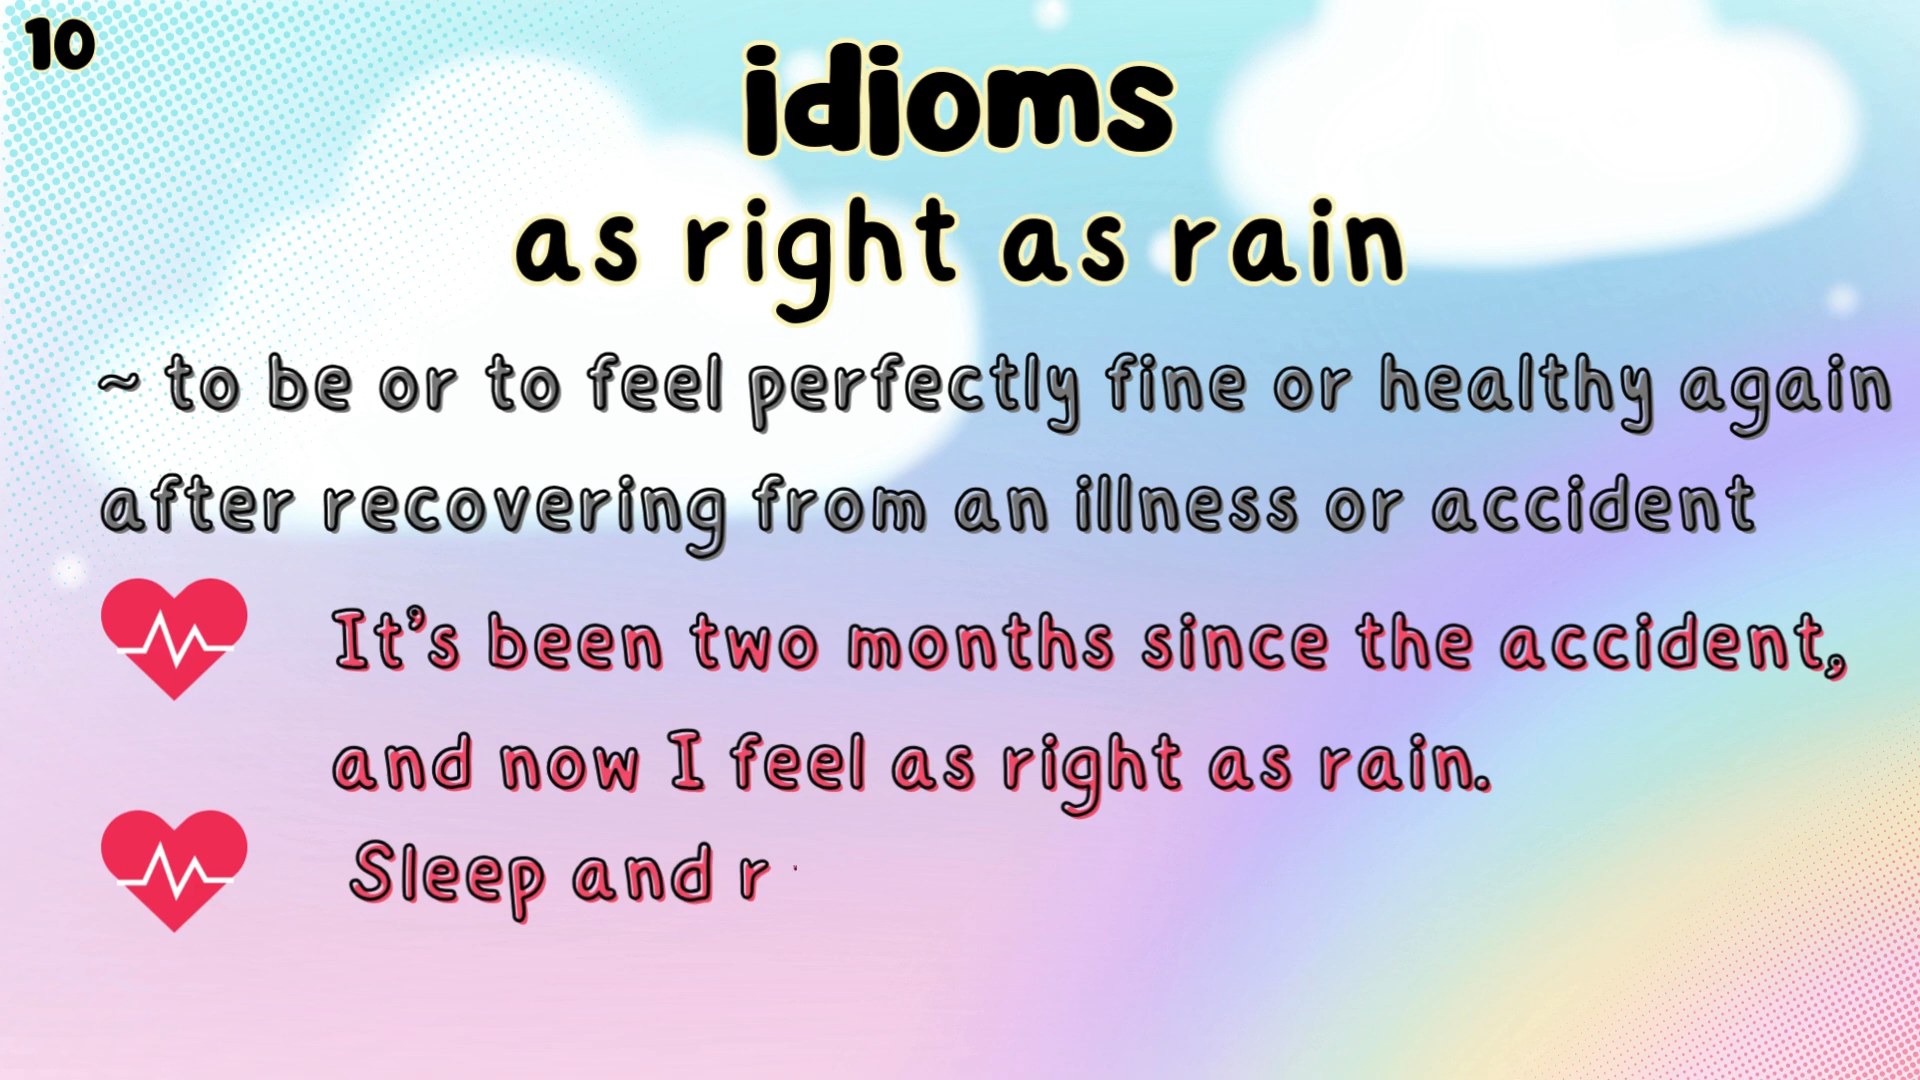 10
idioms
as right as rain
~ to be or to feel perfectly fine or healthy again
after recovering from an illness or accident
It's been two months since the accident,
and now I feel as right as rain.
Sleep and r